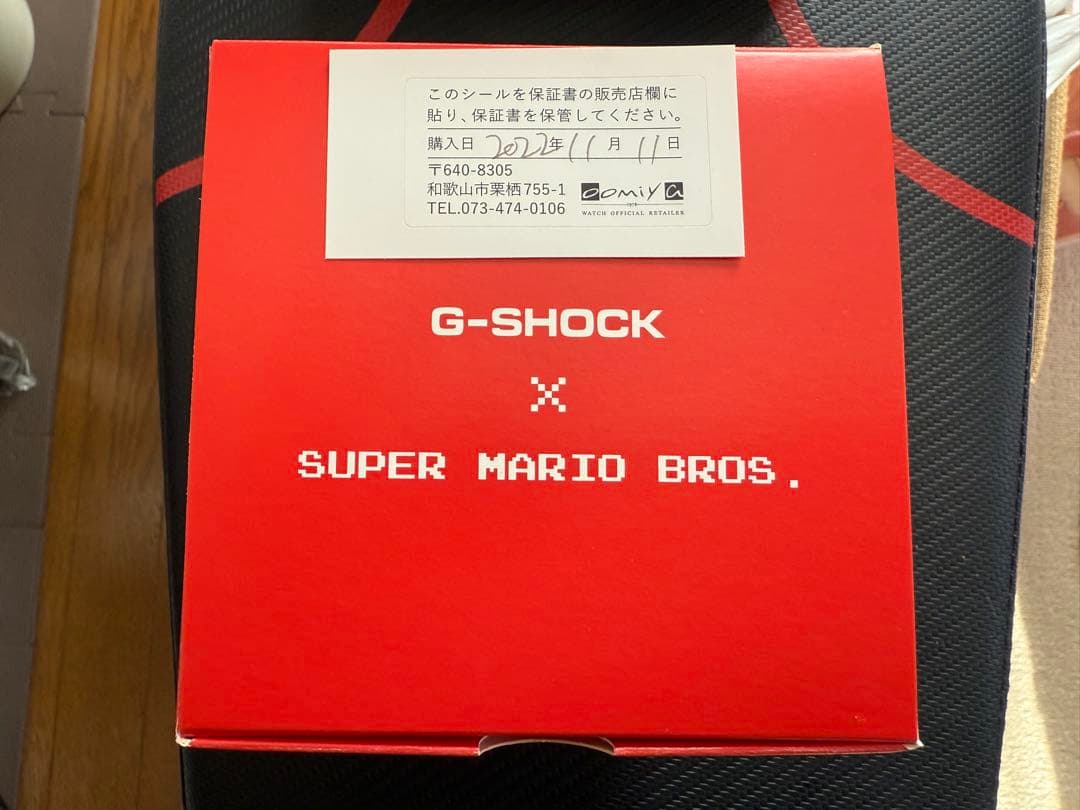 このシールを保証書の販売店欄に
貼り、保証書を保管してください。
購入日 2022年 11 月 11 日
〒640-8305
和歌山市栗栖755-1
TEL.073-474-0106
oomiya
1978
WATCH OFFICIAL RETAILER
G-SHOCK
×
SUPER MARIO BROS.